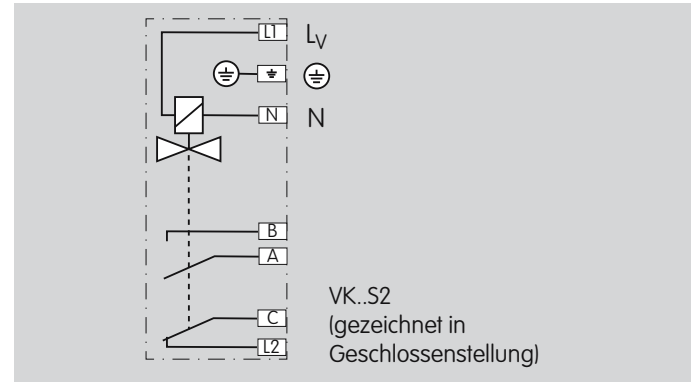 L1 LV
N N
B
A
C
L2
VK..S2
(gezeichnet in
Geschlossenstellung)